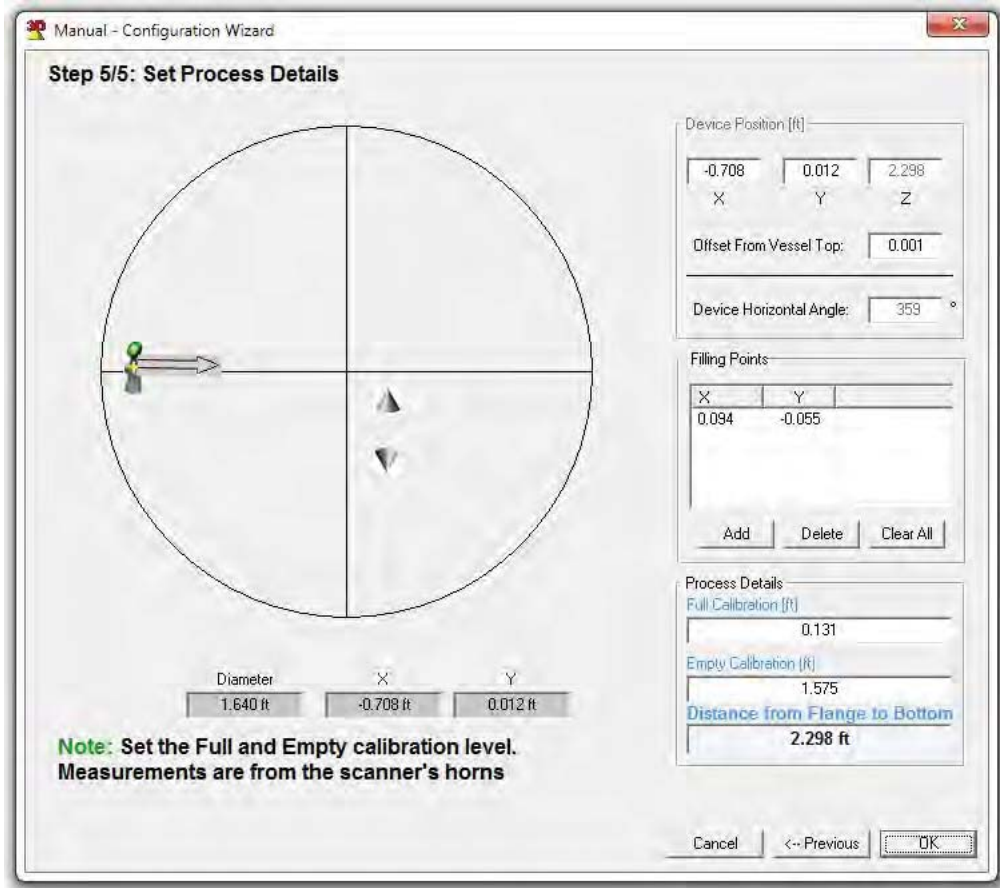 Manual - Configuration Wizard
Step 5/5: Set Process Details
Device Position [ft]
-0.708 0.012 2.298
X Y Z
Offset From Vessel Top: 0.001
Device Horizontal Angle: 359 °
Filling Points
X Y
0.094 -0.055
Add Delete Clear All
Process Details
Full Calibration [ft]
0.131
Empty Calibration [ft]
1.575
Distance from Flange to Bottom
2.298 ft
Diameter X Y
1.640 ft -0.708 ft 0.012 ft
Note: Set the Full and Empty calibration level.
Measurements are from the scanner's horns
Cancel <-- Previous OK